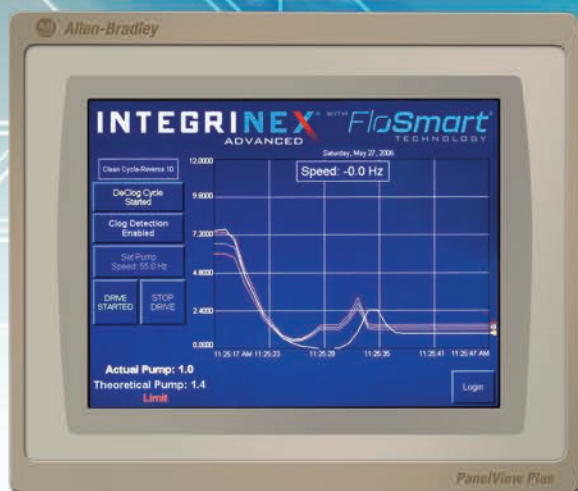 Allen-Bradley
INTEGRINEX® WITH FloSmart®
ADVANCED TECHNOLOGY
Saturday, May 27, 2006
Clean Cycle-Reverse 10
Speed: -0.0 Hz
DeClog Cycle
Started
Clog Detection
Enabled
Set Pump
Speed: 55.0 Hz
DRIVE
STARTED
STOP
DRIVE
12.0000
9.6000
7.2000
4.8000
2.4000
0.0000
11:25:17 AM 11:25:23 11:25:29 11:25:35 11:25:41 11:25:47 AM
Actual Pump: 1.0
Theoretical Pump: 1.4
Limit
Login
PanelView Plus